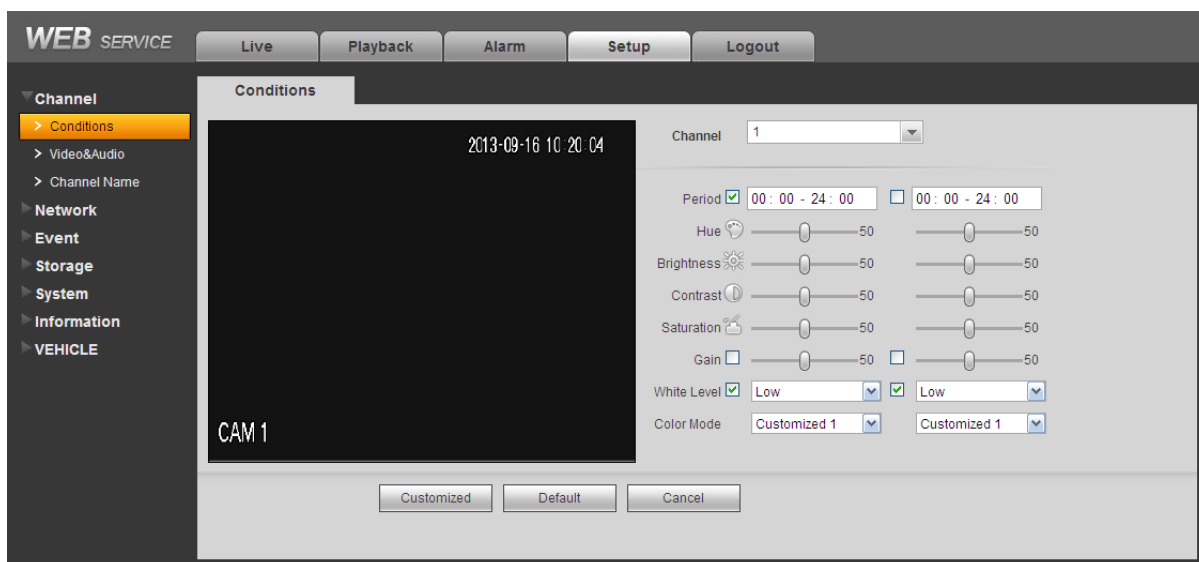 WEB SERVICE
Live Playback Alarm Setup Logout
Channel
> Conditions
> Video&Audio
> Channel Name
Network
Event
Storage
System
Information
VEHICLE
Conditions
2013-09-16 10:20:04
CAM 1
Channel 1
Period 00 : 00 - 24 : 00 00 : 00 - 24 : 00
Hue 50 50
Brightness 50 50
Contrast 50 50
Saturation 50 50
Gain 50 50
White Level Low Low
Color Mode Customized 1 Customized 1
Customized Default Cancel